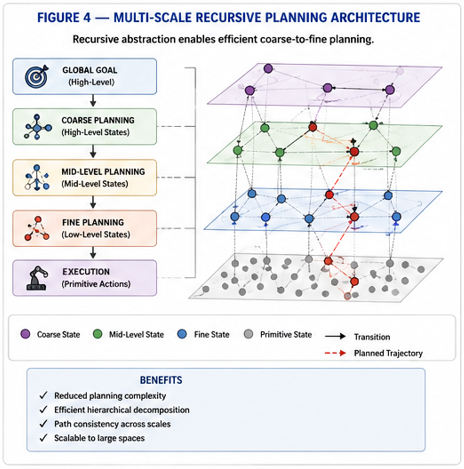 FIGURE 4 — MULTI-SCALE RECURSIVE PLANNING ARCHITECTURE
Recursive abstraction enables efficient coarse-to-fine planning.
GLOBAL GOAL
(High-Level)
COARSE PLANNING
(High-Level States)
MID-LEVEL PLANNING
(Mid-Level States)
FINE PLANNING
(Low-Level States)
EXECUTION
(Primitive Actions)
Coarse State
Mid-Level State
Fine State
Primitive State
Transition
Planned Trajectory
BENEFITS
✓ Reduced planning complexity
✓ Efficient hierarchical decomposition
✓ Path consistency across scales
✓ Scalable to large spaces